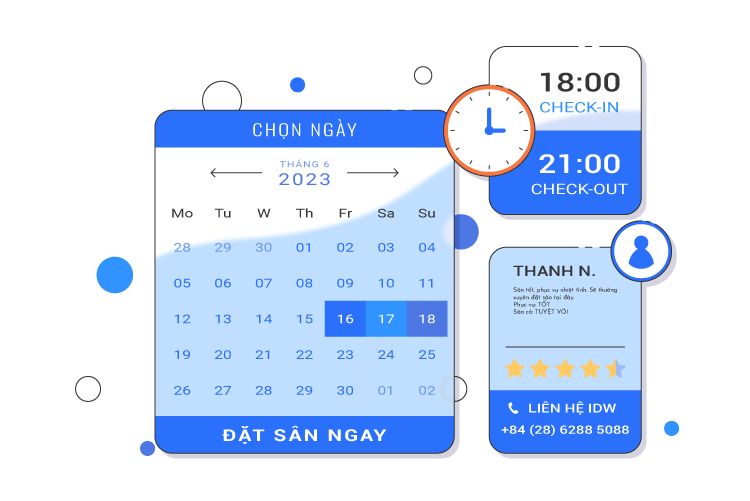 CHỌN NGÀY
THÁNG 6
2023
Mo Tu W Th Fr Sa Su
28 29 30 01 02 03 04
05 06 07 08 09 10 11
12 13 14 15 16 17 18
19 20 21 22 23 24 25
26 27 28 29 30 01 02
ĐẶT SÂN NGAY
18:00
CHECK-IN
21:00
CHECK-OUT
THANH N.
Sân tốt, phục vụ nhiệt tình. Sẽ thường
xuyên đặt sân tại đây.
Phục vụ: TỐT
Sân cỏ: TUYỆT VỜI
LIÊN HỆ IDW
+84 (28) 6288 5088